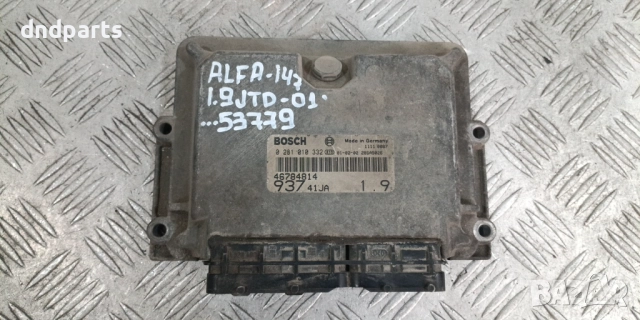 dnd_parts
ALFA-147
1.9JTD-01.
...53779
BOSCH Made in Germany
0 281 010 332
46784814
937 41JA 1.9